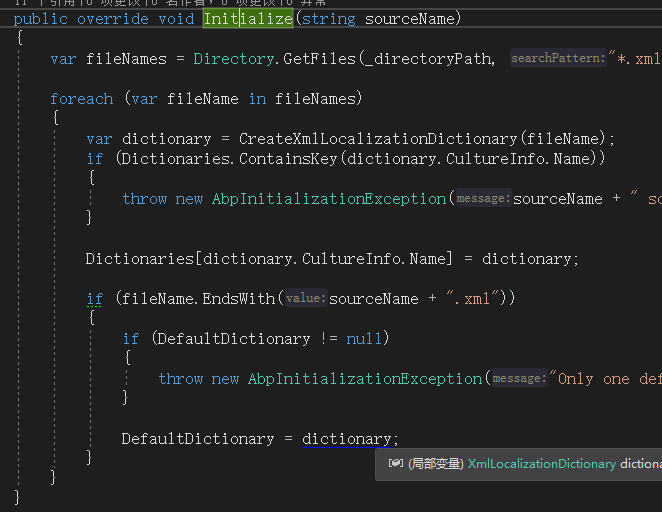 public override void Initialize(string sourceName)
{
var fileNames = Directory.GetFiles(_directoryPath, searchPattern:"*.xml
foreach (var fileName in fileNames)
{
var dictionary = CreateXmlLocalizationDictionary(fileName);
if (Dictionaries.ContainsKey(dictionary.CultureInfo.Name))
{
throw new AbpInitializationException(message:sourceName + " so
}
Dictionaries[dictionary.CultureInfo.Name] = dictionary;
if (fileName.EndsWith(value:sourceName + ".xml"))
{
if (DefaultDictionary != null)
{
throw new AbpInitializationException(message:"Only one def
}
DefaultDictionary = dictionary;
}
(局部变量) XmlLocalizationDictionary dictiona
}
}